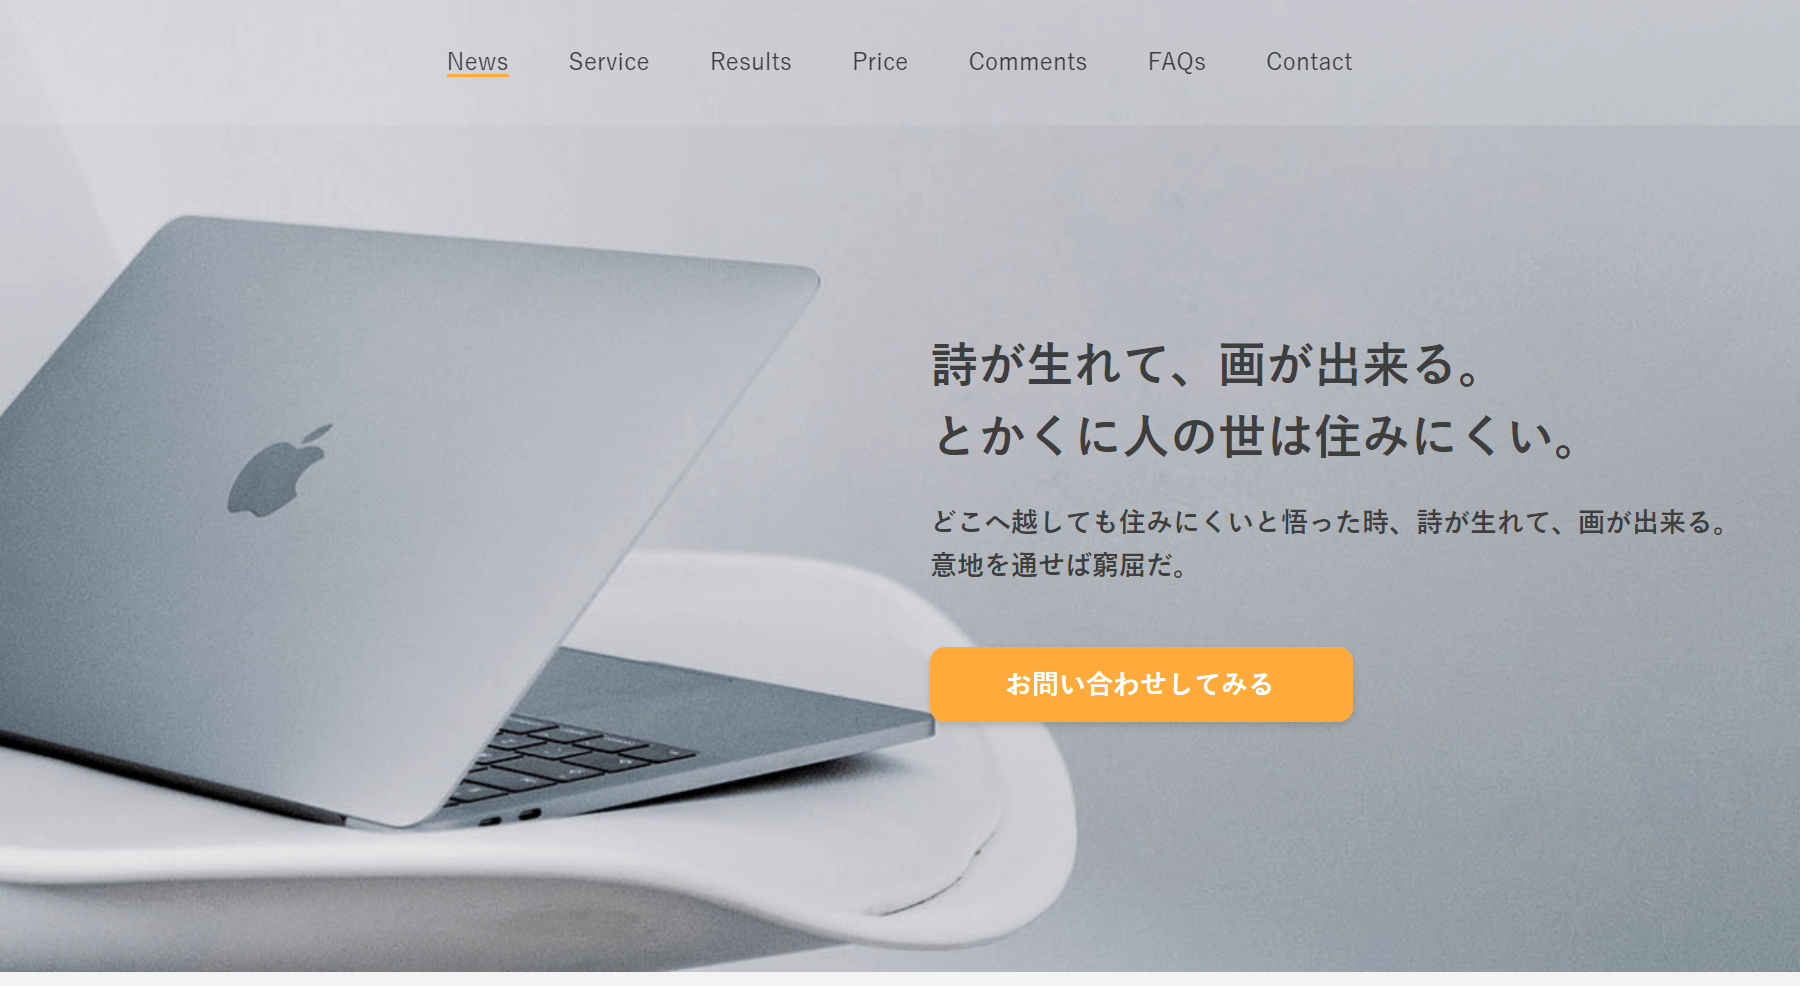 News Service Results Price Comments FAQs Contact
詩が生れて、画が出来る。
とかくに人の世は住みにくい。
どこへ越しても住みにくいと悟った時、詩が生れて、画が出来る。
意地を通せば窮屈だ。
お問い合わせしてみる